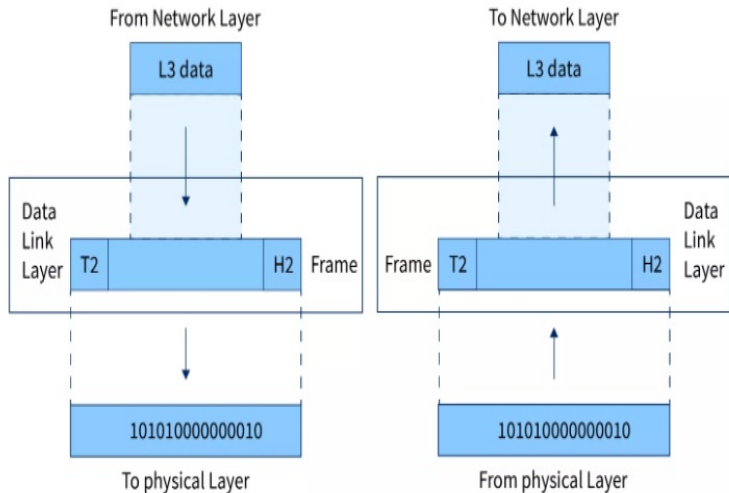 From Network Layer
L3 data
Data
Link
Layer
T2
H2
Frame
101010000000010
To physical Layer
To Network Layer
L3 data
Frame
T2
H2
Data
Link
Layer
101010000000010
From physical Layer